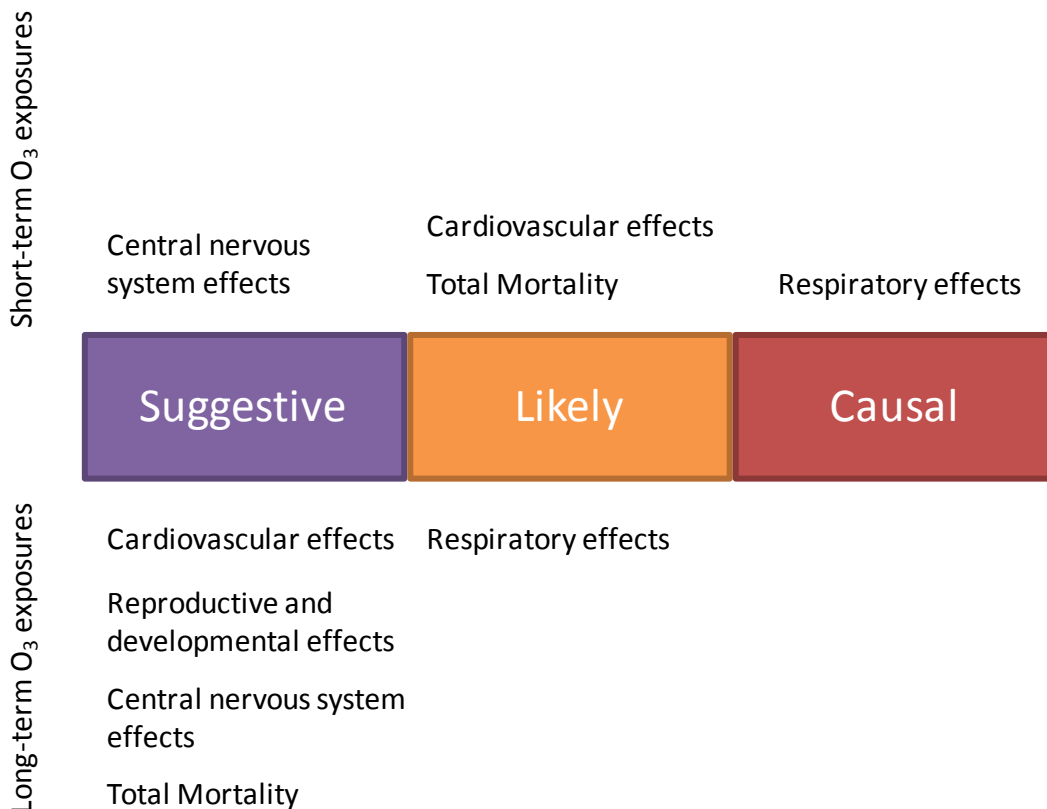 Short-term O₃ exposures
Central nervous
system effects
Cardiovascular effects
Total Mortality
Respiratory effects
Suggestive
Likely
Causal
Long-term O₃ exposures
Cardiovascular effects
Reproductive and
developmental effects
Central nervous system
effects
Total Mortality
Respiratory effects